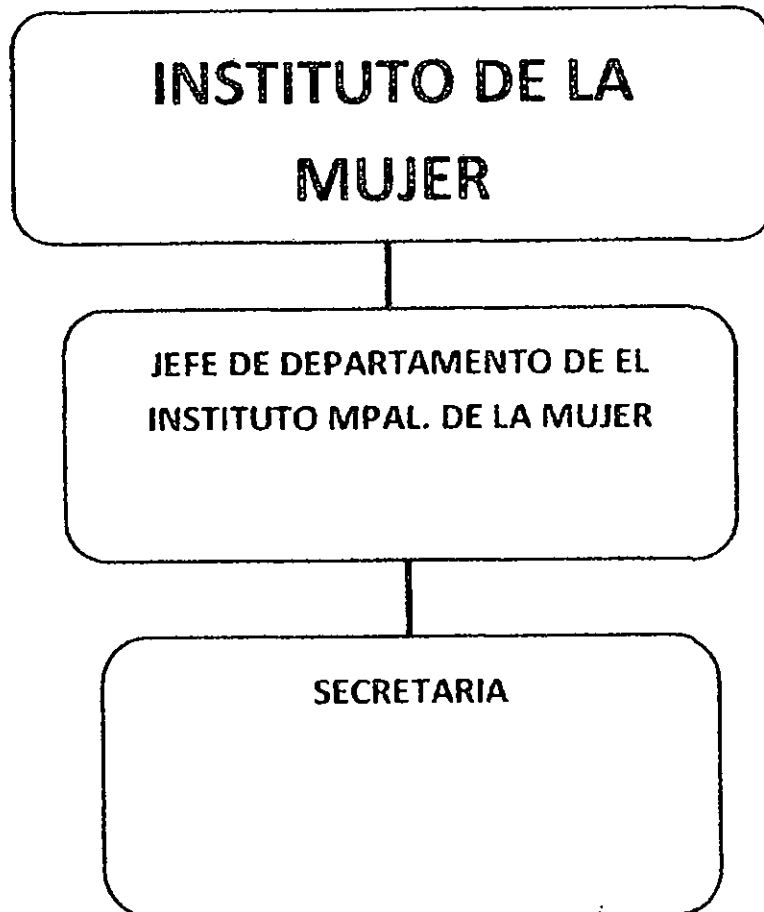 INSTITUTO DE LA
MUJER
JEFE DE DEPARTAMENTO DE EL
INSTITUTO MPAL. DE LA MUJER
SECRETARIA